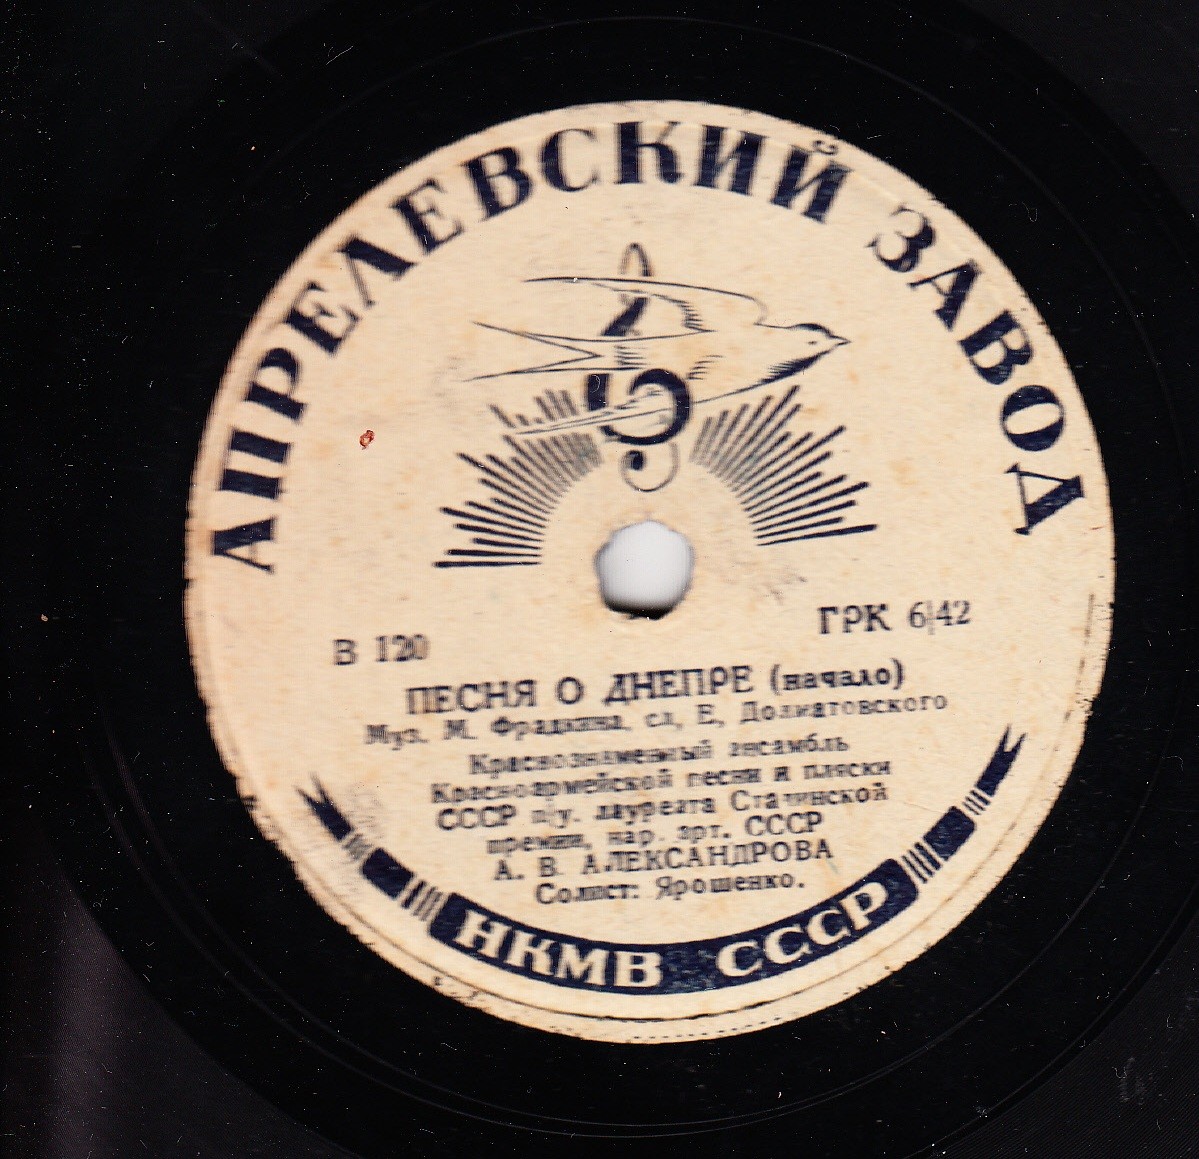 АПРЕЛЕВСКИЙ ЗАВОД
В 120
ГРК 6|42
ПЕСНЯ О ДНЕПРЕ (начало)
Муз. М. Фрадкина, сл, Е, Долматовского
Краснознаменный ансамбль
Красноармейской песни и пляски
СССР п|у. лауреата Сталинской
премии, нар. арт. СССР
А. В. АЛЕКСАНДРОВА
Солист: Ярошенко.
НКМВ СССР